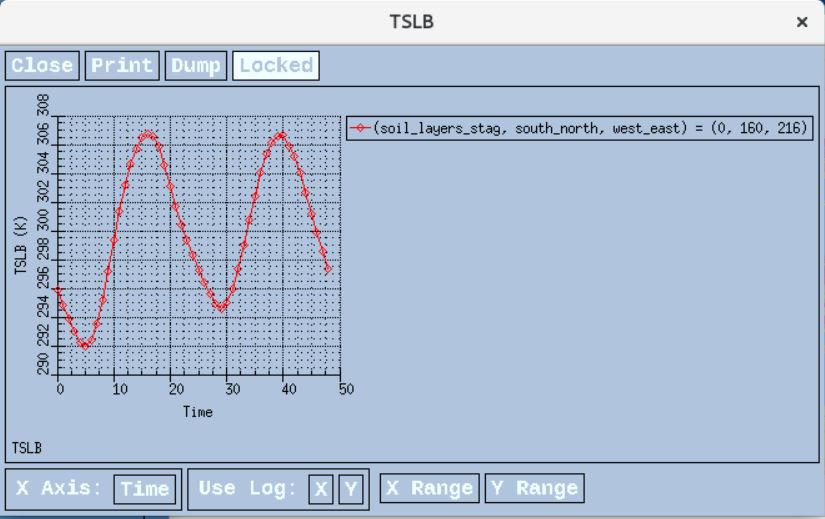 TSLB
Close Print Dump Locked
308
306
304
302
300
298
296
294
292
290
TSLB (K)
(soil_layers_stag, south_north, west_east) = (0, 160, 216)
0 10 20 30 40 50
Time
TSLB
X Axis: Time Use Log: X Y X Range Y Range